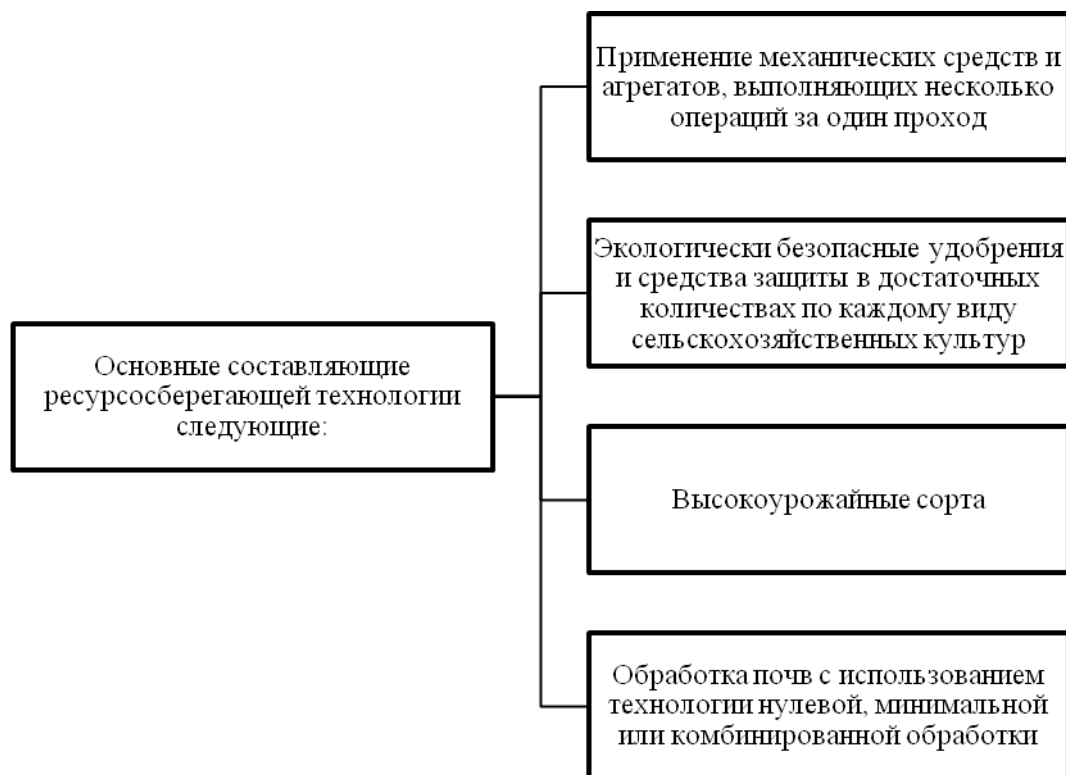 Применение механических средств и
агрегатов, выполняющих несколько
операций за один проход
Экологически безопасные удобрения
и средства защиты в достаточных
количествах по каждому виду
сельскохозяйственных культур
Основные составляющие
ресурсосберегающей технологии
следующие:
Высокоурожайные сорта
Обработка почв с использованием
технологии нулевой, минимальной
или комбинированной обработки